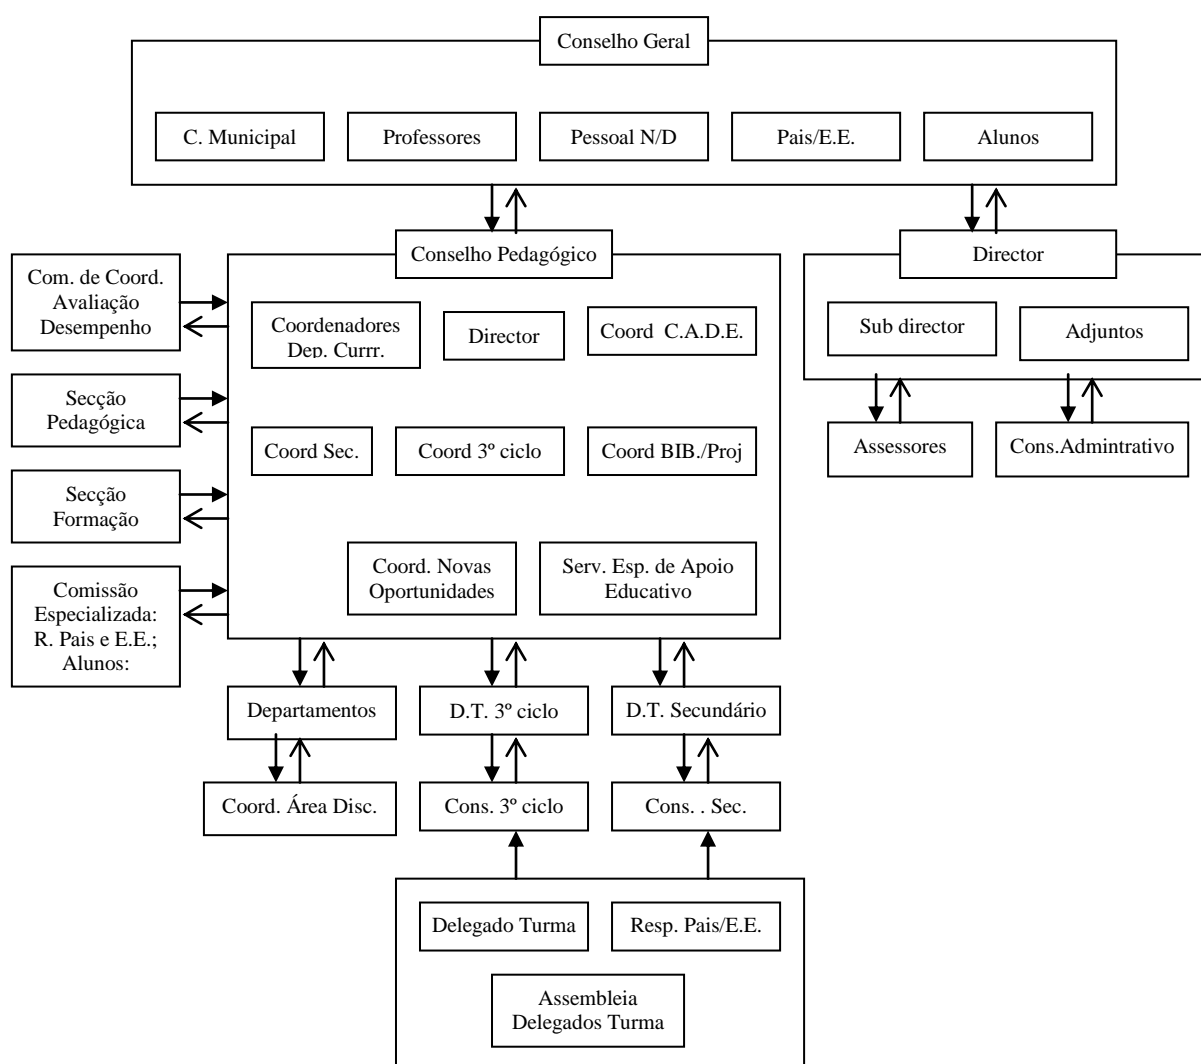 Conselho Geral
C. Municipal
Professores
Pessoal N/D
Pais/E.E.
Alunos
Conselho Pedagógico
Director
Com. de Coord.
Avaliação
Desempenho
Coordenadores
Dep. Currr.
Director
Coord C.A.D.E.
Sub director
Adjuntos
Secção
Pedagógica
Coord Sec.
Coord 3º ciclo
Coord BIB./Proj
Assessores
Cons.Admintrativo
Secção
Formação
Comissão
Especializada:
R. Pais e E.E.;
Alunos:
Coord. Novas
Oportunidades
Serv. Esp. de Apoio
Educativo
Departamentos
D.T. 3º ciclo
D.T. Secundário
Coord. Área Disc.
Cons. 3º ciclo
Cons. . Sec.
Delegado Turma
Resp. Pais/E.E.
Assembleia
Delegados Turma